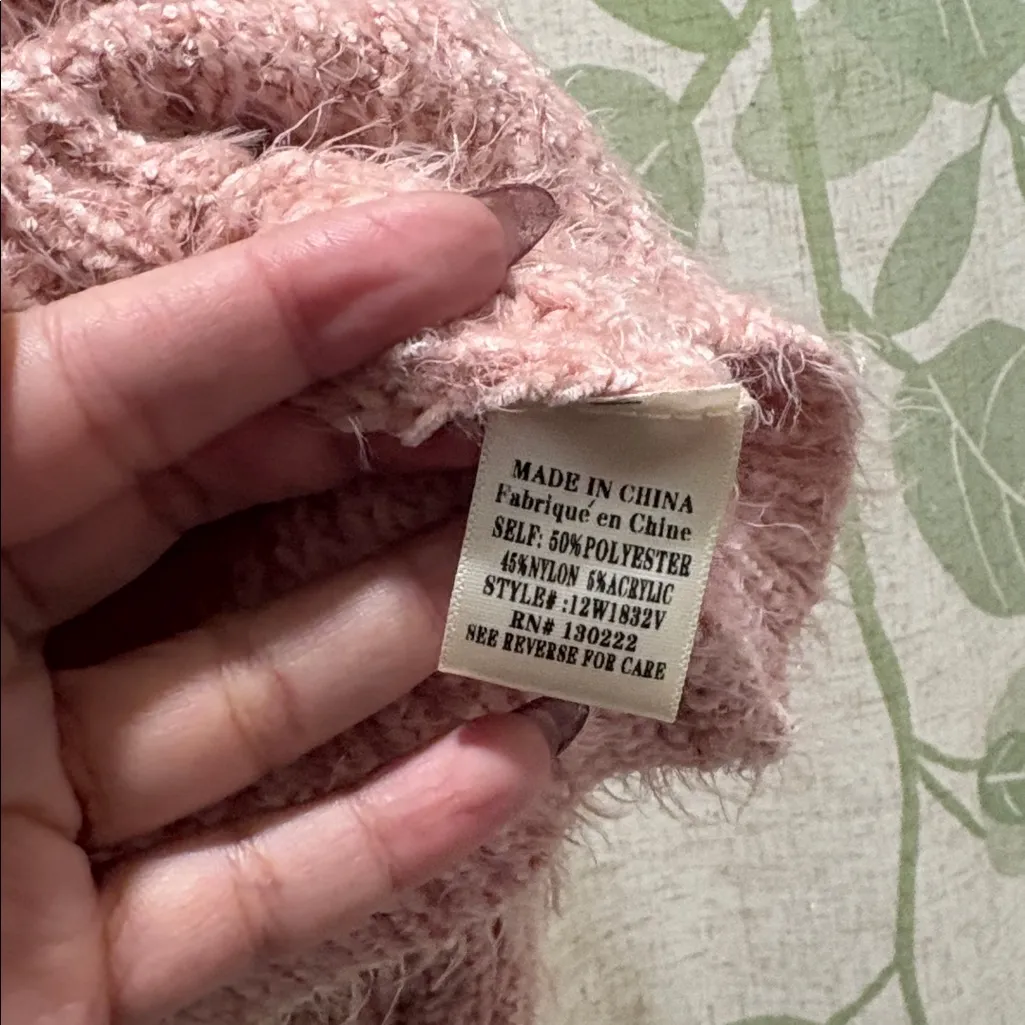 MADE IN CHINA
Fabriqué en Chine
SELF: 50%POLYESTER
45%NYLON 5%ACRYLIC
STYLE# :12W1832V
RN# 130222
SEE REVERSE FOR CARE